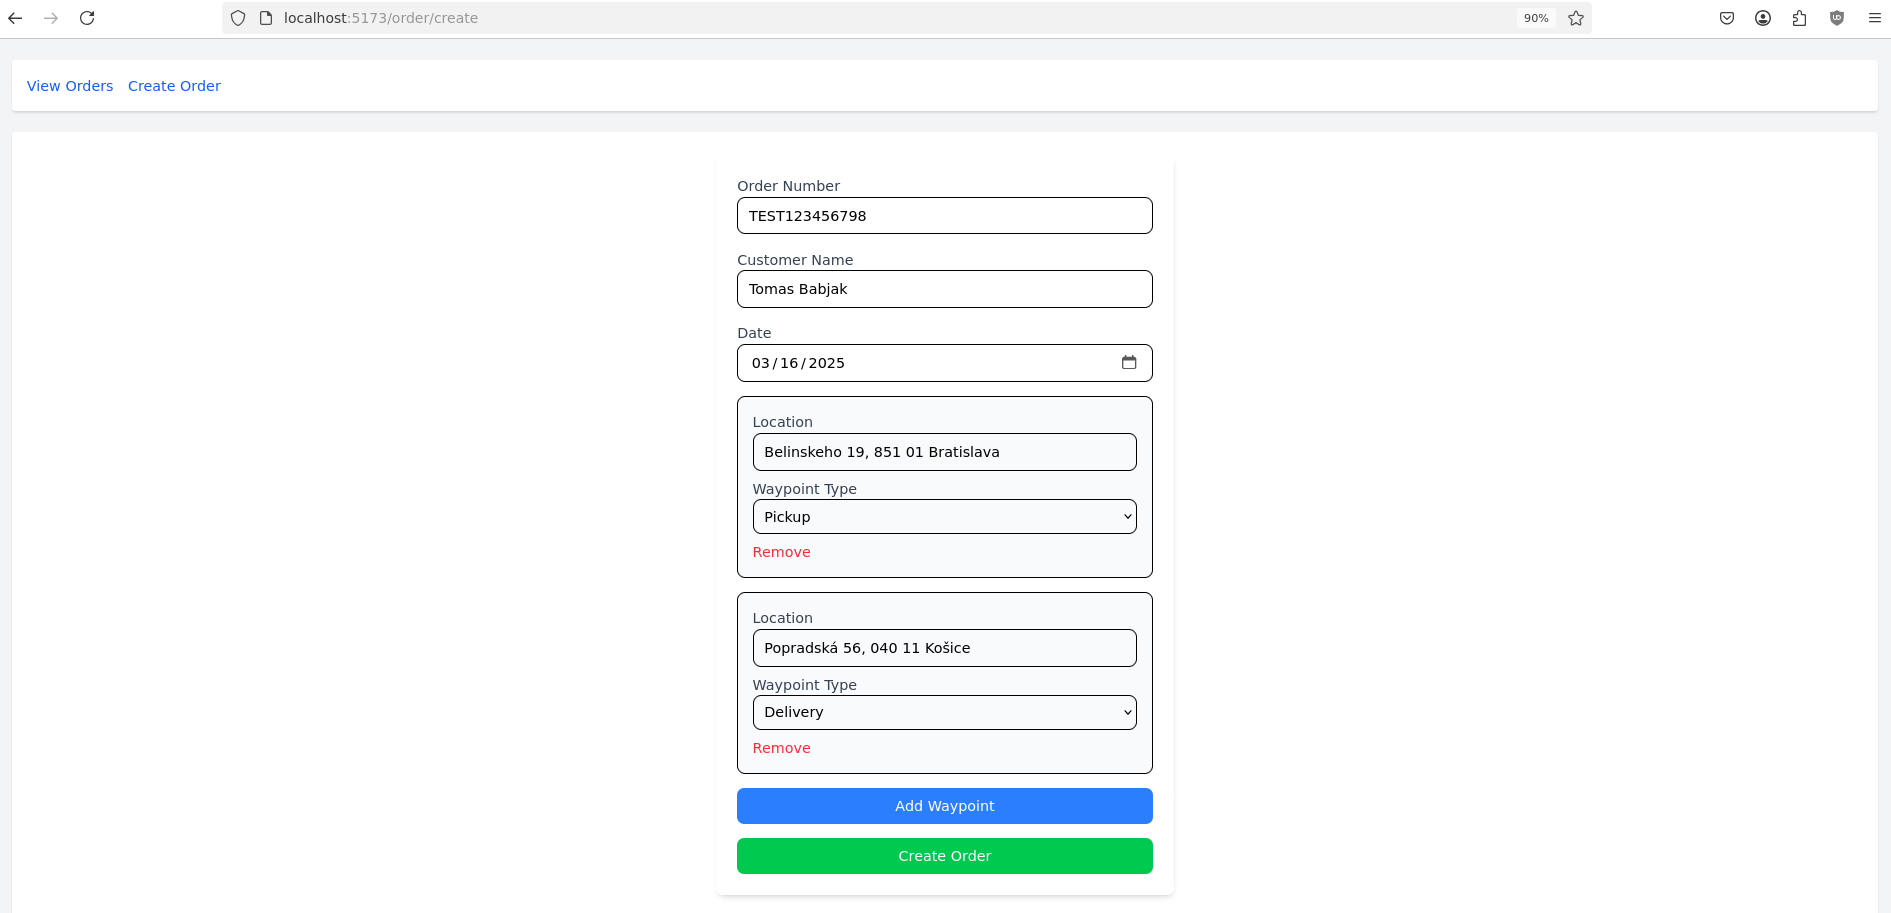 localhost:5173/order/create
90%
View Orders Create Order
Order Number
TEST123456798
Customer Name
Tomas Babjak
Date
03/16/2025
Location
Belinskeho 19, 851 01 Bratislava
Waypoint Type
Pickup
Remove
Location
Popradská 56, 040 11 Košice
Waypoint Type
Delivery
Remove
Add Waypoint
Create Order